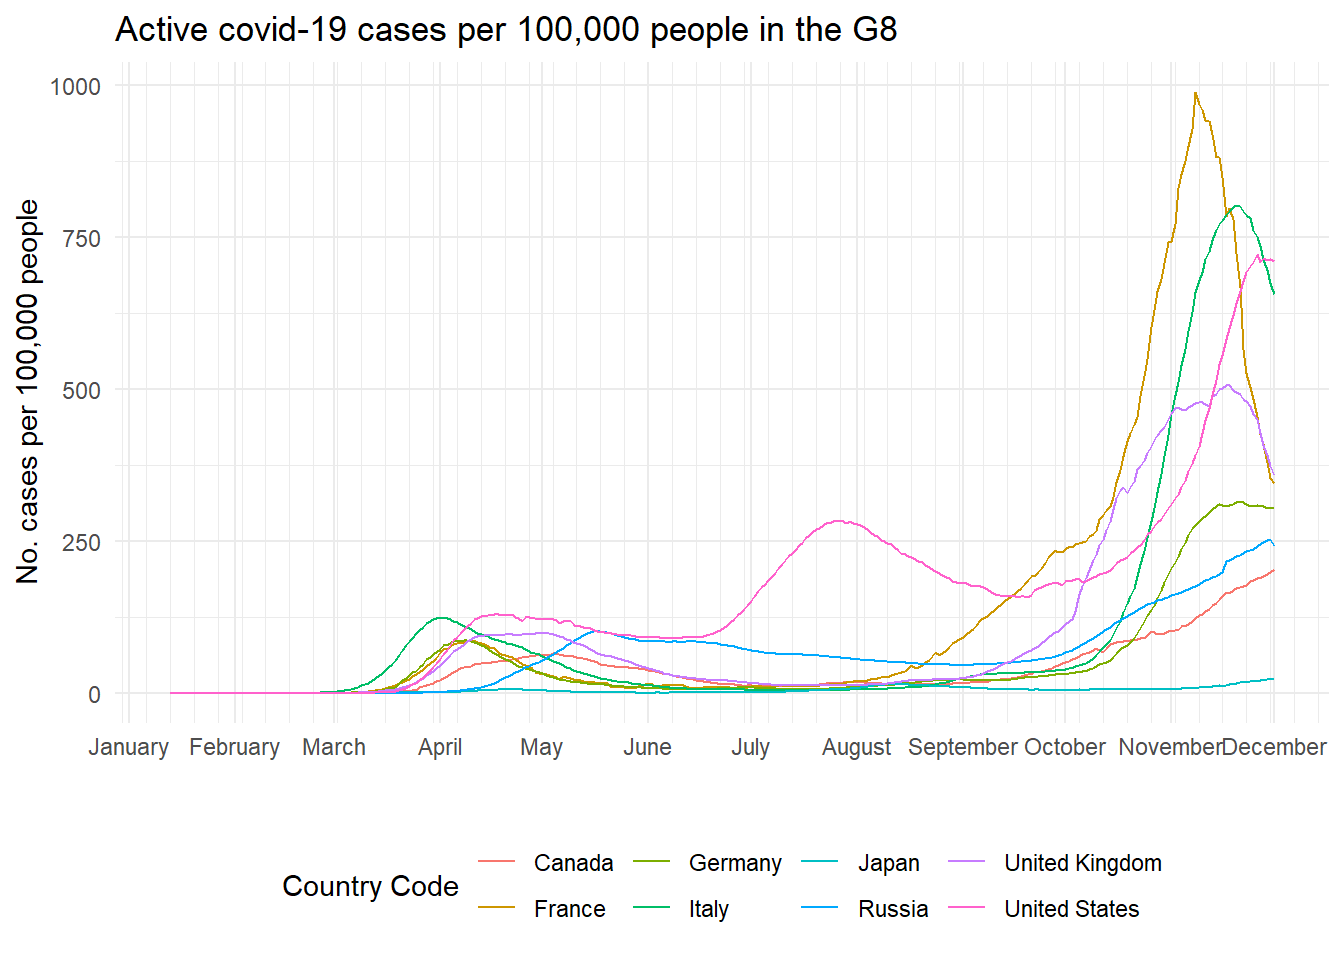 Active covid-19 cases per 100,000 people in the G8
No. cases per 100,000 people
1000
750
500
250
0
January February March April May June July August September October November December
Country Code
Canada Germany Japan United Kingdom
France Italy Russia United States